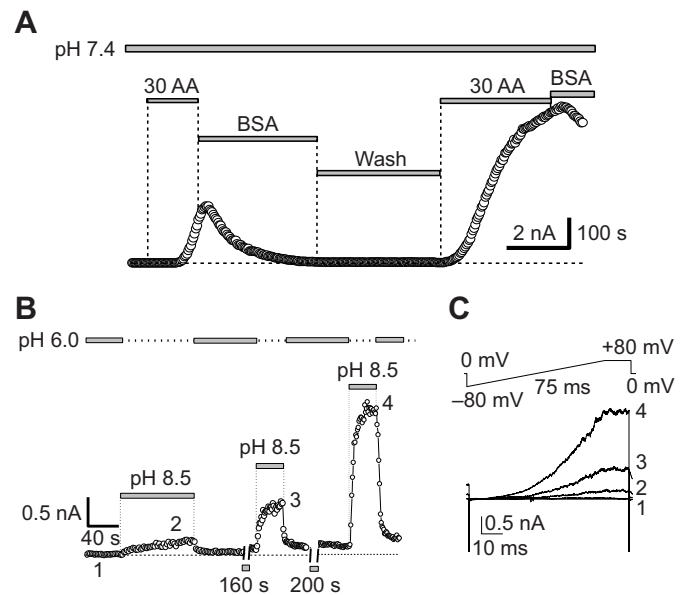 A
pH 7.4
30 AA
30 AA
BSA
BSA
Wash
2 nA
100 s
B
pH 6.0
pH 8.5
4
pH 8.5
pH 8.5
3
0.5 nA
2
40 s
1
160 s
200 s
C
+80 mV
0 mV
75 ms
0 mV
–80 mV
4
3
2
1
0.5 nA
10 ms